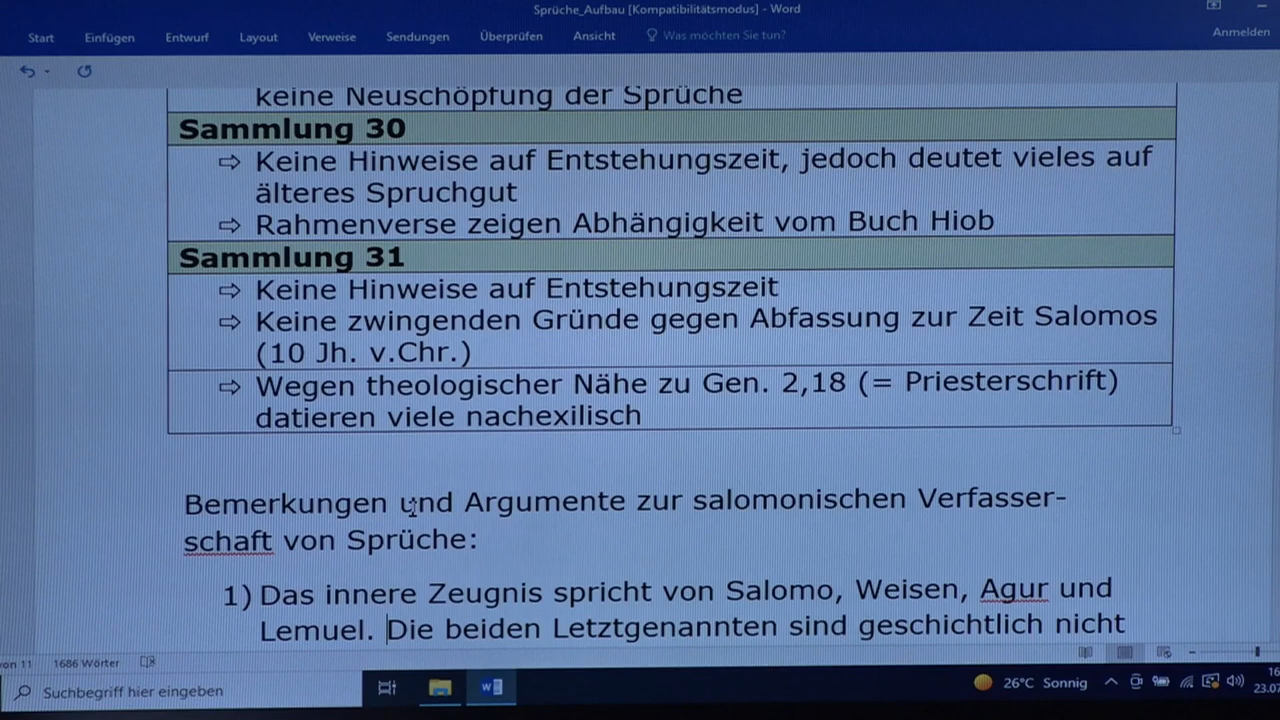 Sprüche_Aufbau [Kompatibilitätsmodus] - Word
Start Einfügen Entwurf Layout Verweise Sendungen Überprüfen Ansicht Was möchten Sie tun? Anmelden
keine Neuschöpfung der Sprüche
Sammlung 30
⇨ Keine Hinweise auf Entstehungszeit, jedoch deutet vieles auf
älteres Spruchgut
⇨ Rahmenverse zeigen Abhängigkeit vom Buch Hiob
Sammlung 31
⇨ Keine Hinweise auf Entstehungszeit
⇨ Keine zwingenden Gründe gegen Abfassung zur Zeit Salomos
(10 Jh. v.Chr.)
⇨ Wegen theologischer Nähe zu Gen. 2,18 (= Priesterschrift)
datieren viele nachexilisch
Bemerkungen und Argumente zur salomonischen Verfasser-
schaft von Sprüche:
1) Das innere Zeugnis spricht von Salomo, Weisen, Agur und
Lemuel. Die beiden Letztgenannten sind geschichtlich nicht
von 11 1686 Wörter
Suchbegriff hier eingeben 26°C Sonnig 16
23.0